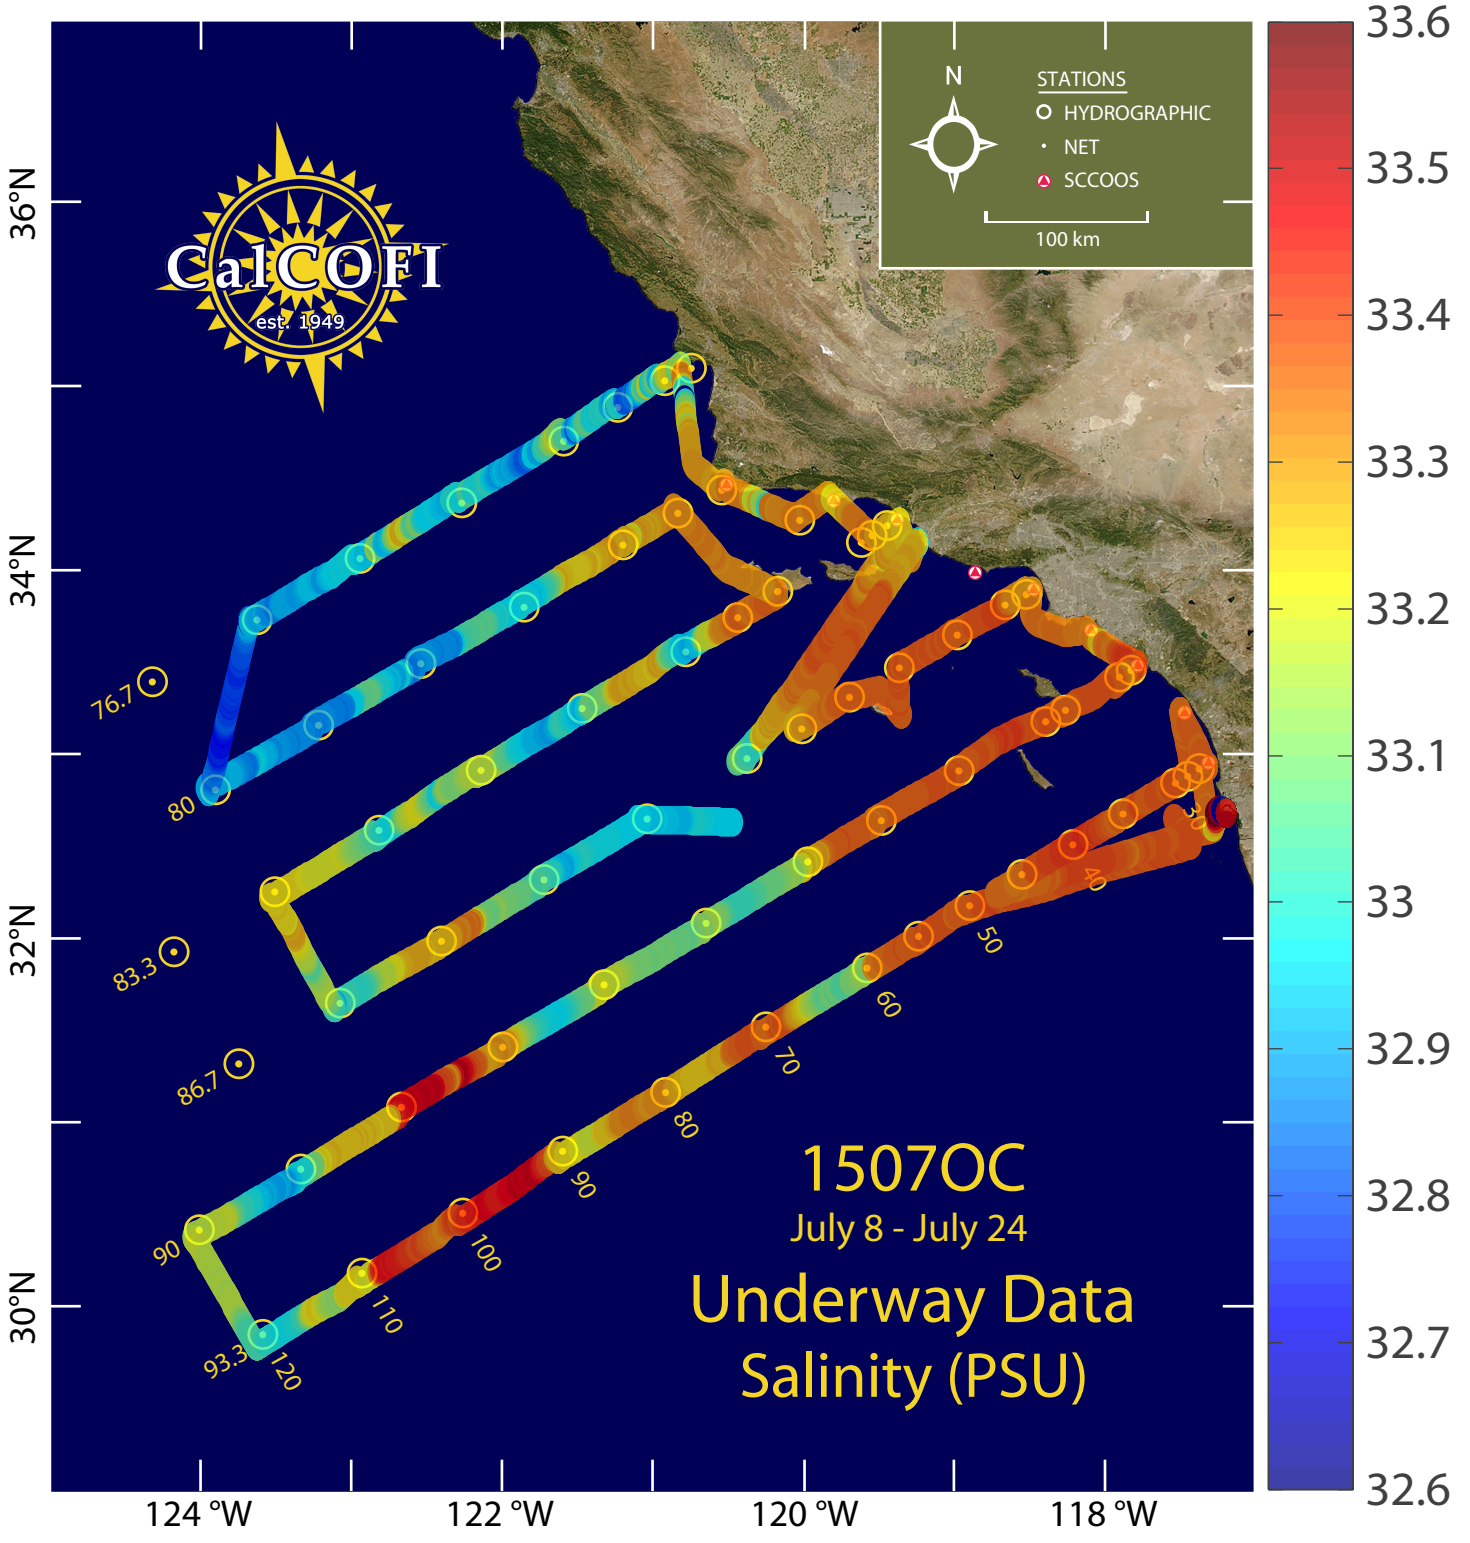 33.6
N
STATIONS
HYDROGRAPHIC
NET
SCCOOS
100 km
33.5
36°N
CalCOFI
est. 1949
33.4
33.3
34°N
33.2
76.7
33.1
80
30
40
33
32°N
83.3
50
60
32.9
86.7
70
80
1507OC
July 8 - July 24
90
32.8
90
100
Underway Data
Salinity (PSU)
30°N
110
93.3
120
32.7
32.6
124 °W
122 °W
120 °W
118 °W